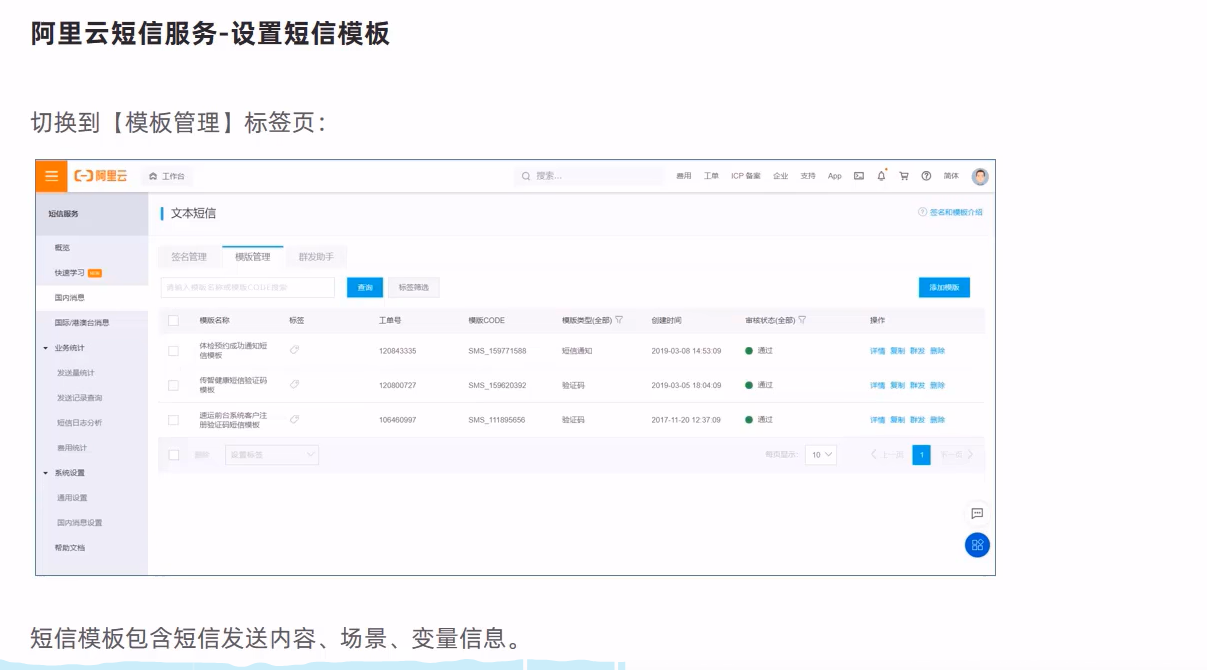 阿里云短信服务-设置短信模板
切换到【模板管理】标签页：
阿里云 工作台 搜索... 费用 工单 ICP 备案 企业 支持 App 简体
短信服务
文本短信 签名和模板介绍
概览
签名管理 模版管理 群发助手
快速学习
请输入模版名称或模板CODE搜索 查询 标签筛选 添加模版
国内消息
国际/港澳台消息
模版名称 标签 工单号 模版CODE 模版类型(全部) 创建时间 审核状态(全部) 操作
业务统计
体检预约成功通知短
信模板 120843335 SMS_159771588 短信通知 2019-03-08 14:53:09 通过 详情 复制 群发 删除
发送量统计
传智健康短信验证码
模板 120800727 SMS_159620392 验证码 2019-03-05 18:04:09 通过 详情 复制 群发 删除
发送记录查询
速运前台系统客户注
册验证码短信模板 106460997 SMS_111895656 验证码 2017-11-20 12:37:09 通过 详情 复制 群发 删除
短信日志分析
费用统计
删除 设置标签 每页显示: 10 上一页 1 下一页
系统设置
通用设置
国内消息设置
帮助文档
短信模板包含短信发送内容、场景、变量信息。